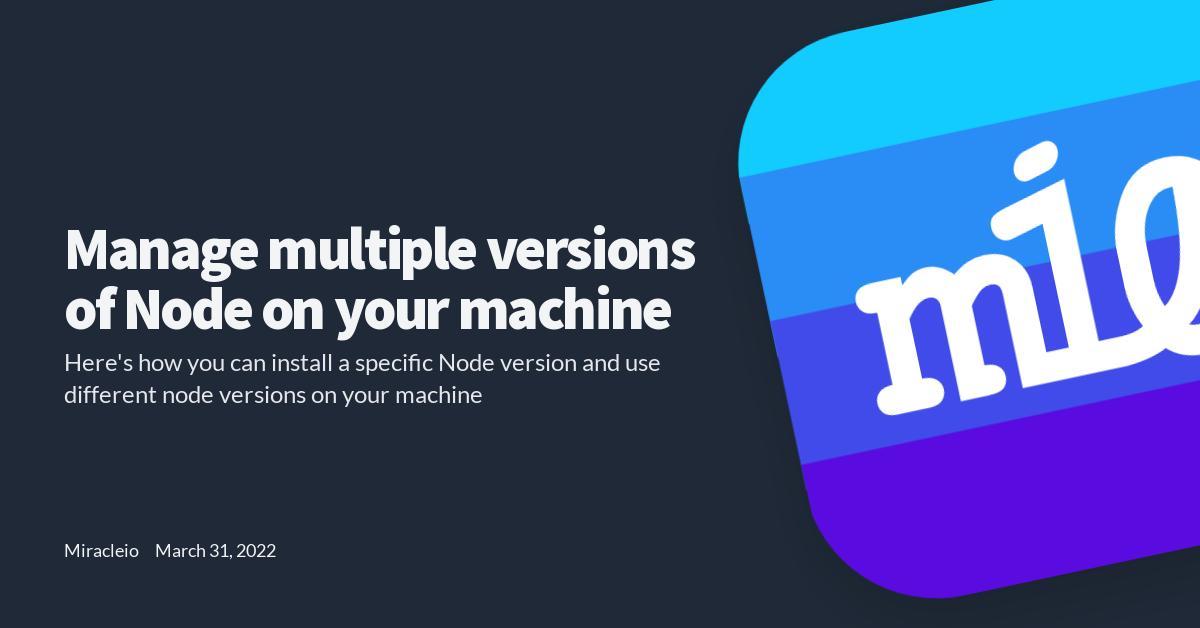 Manage multiple versions
of Node on your machine
Here's how you can install a specific Node version and use
different node versions on your machine
Miracleio March 31, 2022
mio